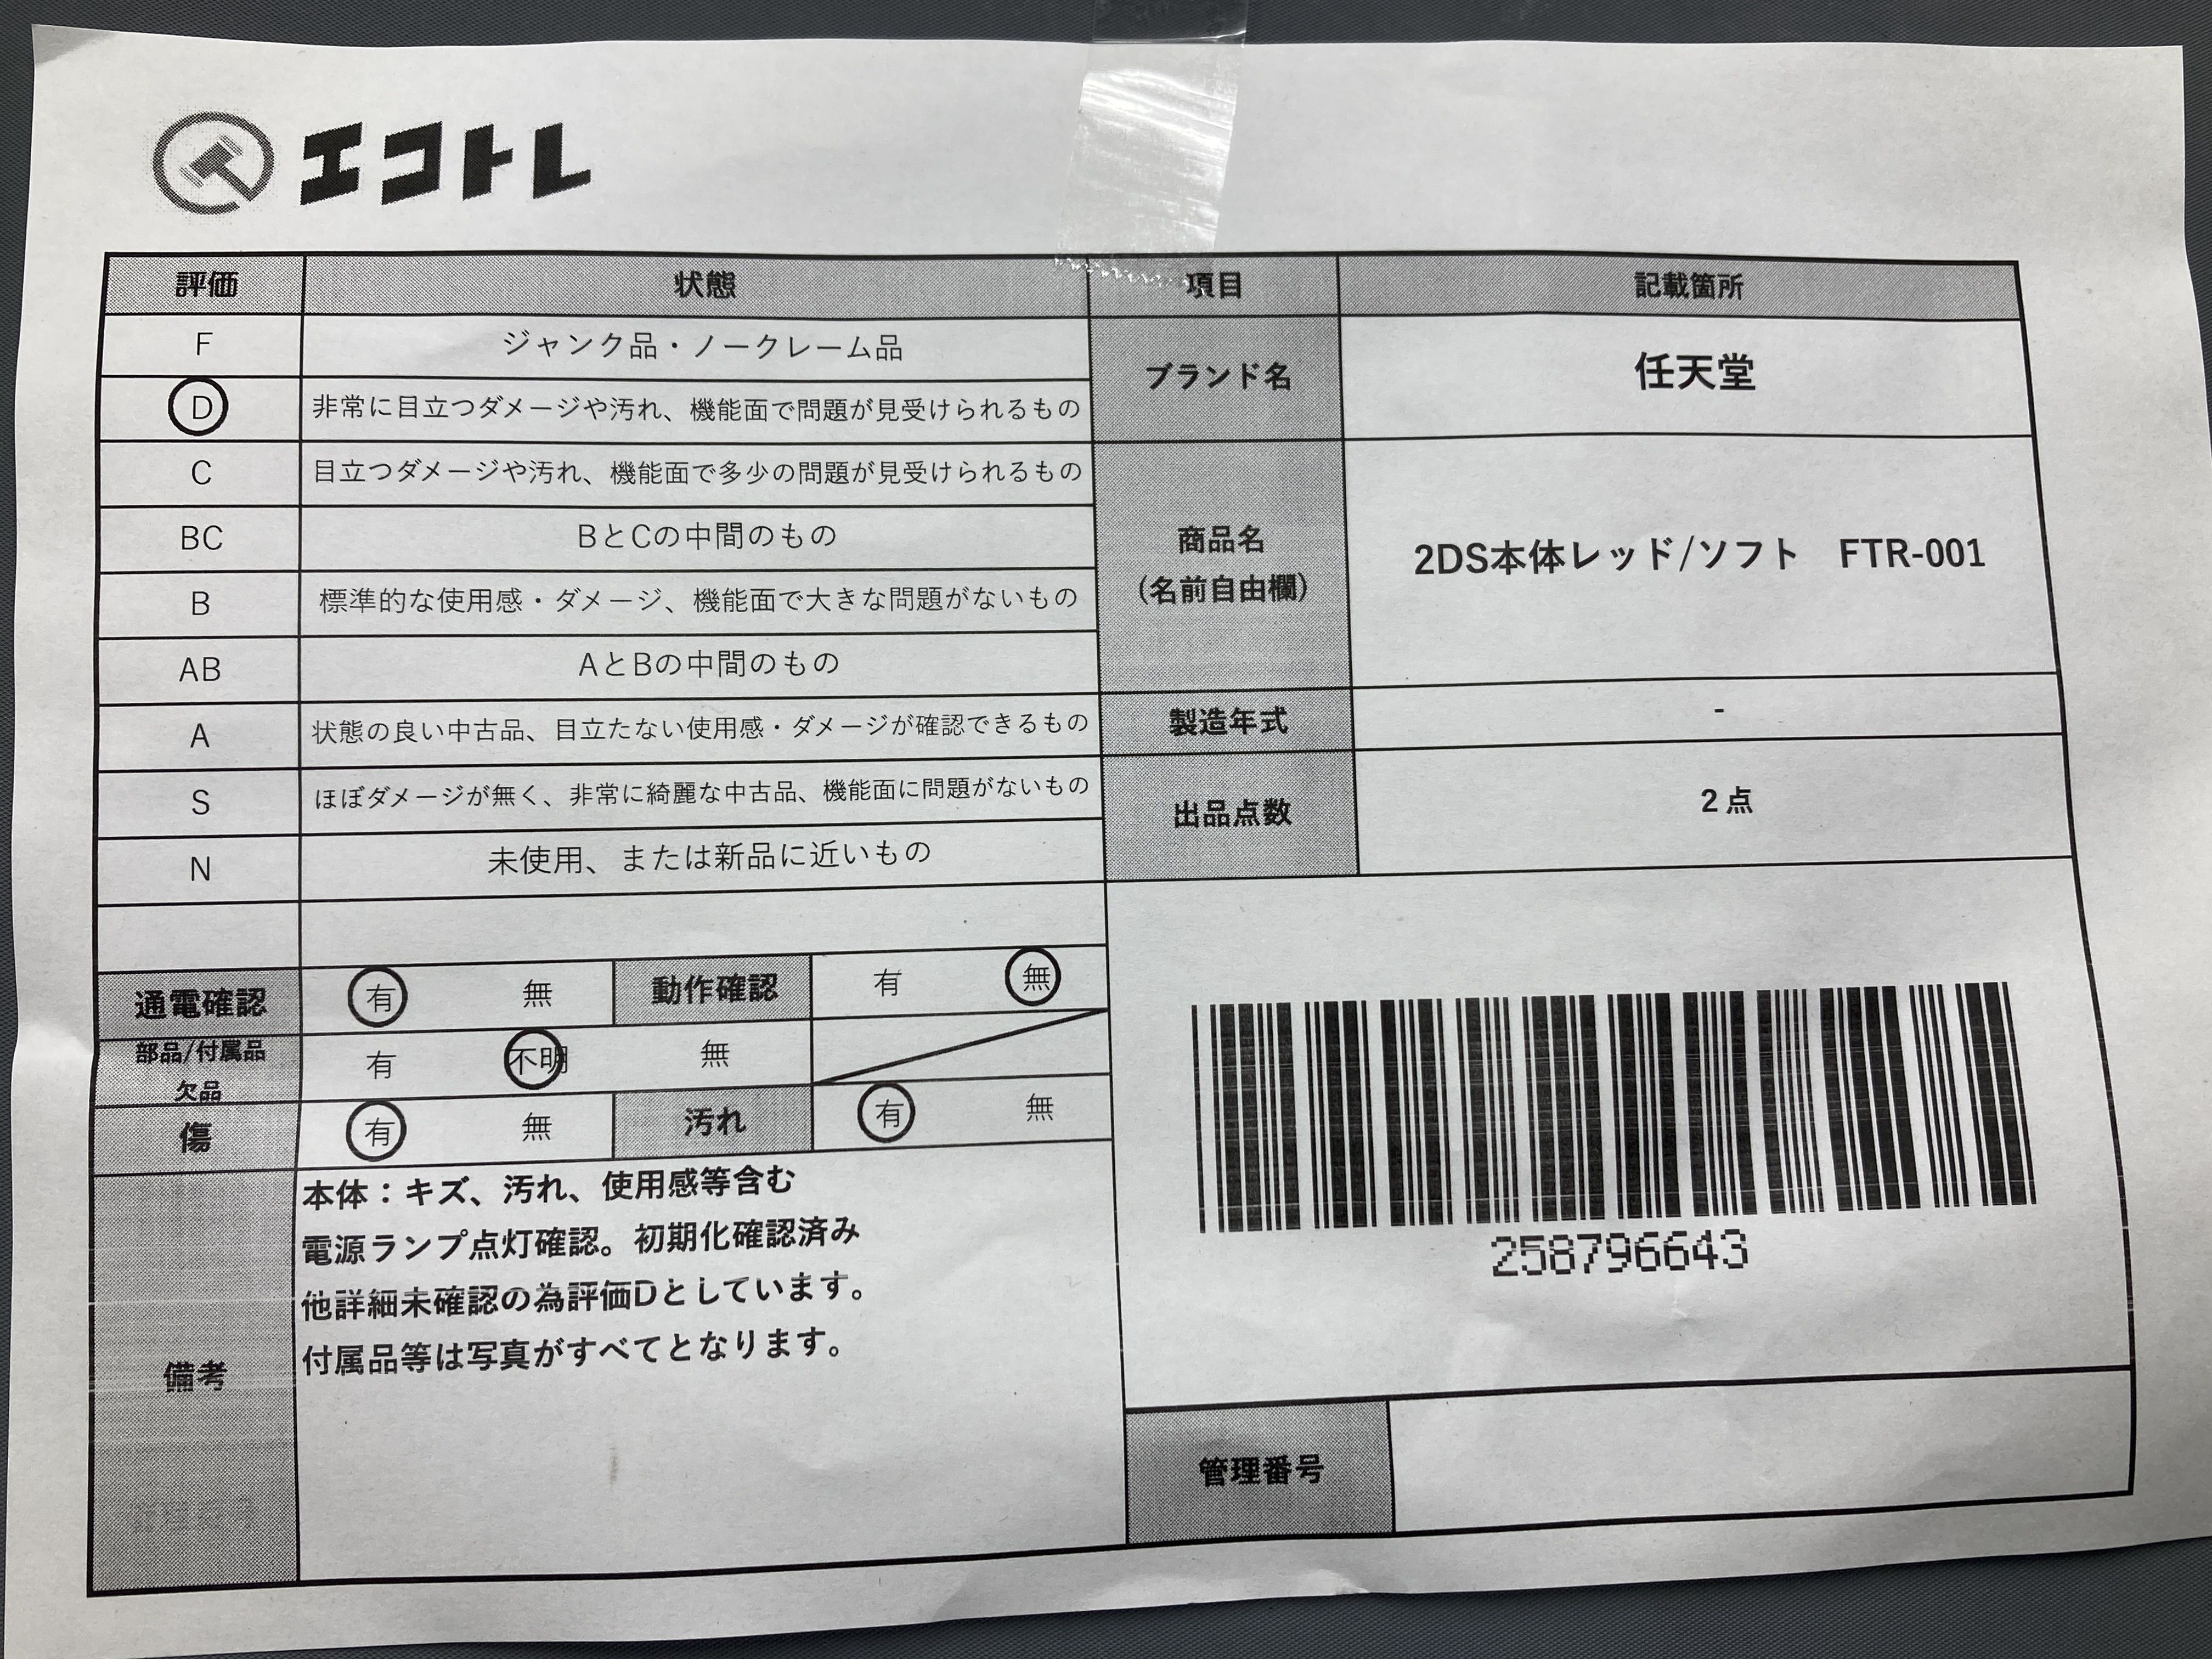 エコトレ
評価 状態 項目 記載箇所
F ジャンク品・ノークレーム品
D 非常に目立つダメージや汚れ、機能面で問題が見受けられるもの
C 目立つダメージや汚れ、機能面で多少の問題が見受けられるもの
BC BとCの中間のもの
B 標準的な使用感・ダメージ、機能面で大きな問題がないもの
AB AとBの中間のもの
A 状態の良い中古品、目立たない使用感・ダメージが確認できるもの
S ほぼダメージが無く、非常に綺麗な中古品、機能面に問題がないもの
N 未使用、または新品に近いもの
ブランド名 任天堂
商品名
(名前自由欄)
2DS本体レッド/ソフト FTR-001
製造年式 -
出品点数 2点
通電確認 有 無 動作確認 有 無
部品/付属品
欠品
有 不明 無
傷 有 無 汚れ 有 無
備考
本体：キズ、汚れ、使用感等含む
電源ランプ点灯確認。初期化確認済み
他詳細未確認の為評価Dとしています。
付属品等は写真がすべてとなります。
258796643
管理番号